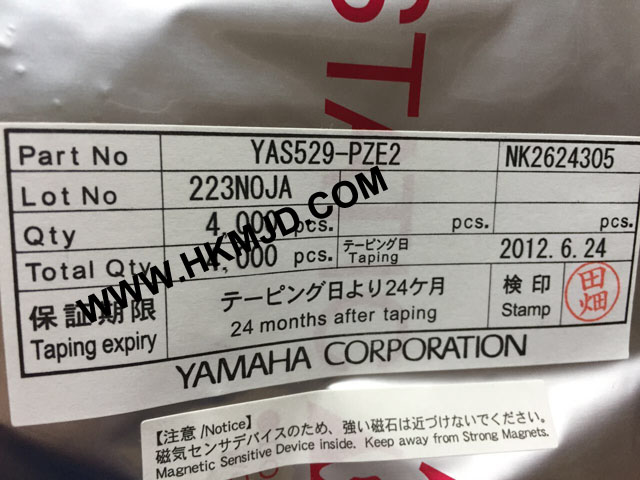 STATI
Part No YAS529-PZE2 NK2624305
Lot No 223N0JA
Qty 4,000 pcs. pcs. pcs.
Total Qty 4,000 pcs. テーピング日 Taping 2012.6.24
保証期限 Taping expiry テーピング日より24ケ月 24 months after taping 検印 Stamp 田畑
YAMAHA CORPORATION
WWW.HKMJD.COM
【注意 /Notice】
磁気センサデバイスのため、強い磁石は近づけないでください。
Magnetic Sensitive Device inside. Keep away from Strong Magnets.